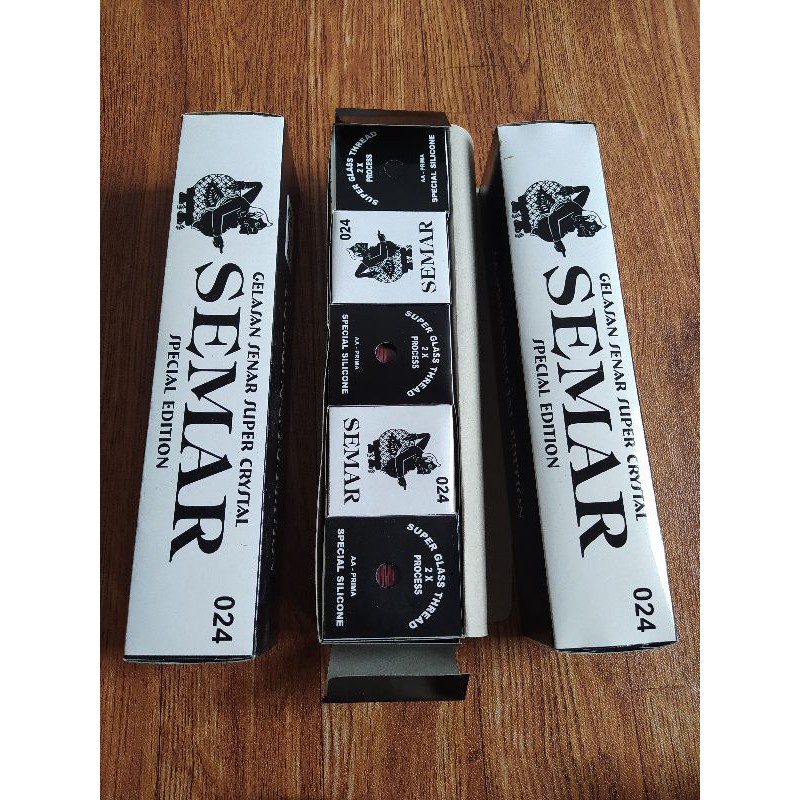 GELASAN SENAR SUPER CRYSTAL
SEMAR
SPECIAL EDITION
024
SUPER GLASS THREAD
2 X
PROCESS
AA - PRIMA
SPECIAL SILICONE
024
SEMAR
SUPER GLASS THREAD
2 X
PROCESS
AA - PRIMA
SPECIAL SILICONE
SEMAR
024
SUPER GLASS THREAD
2 X
PROCESS
AA - PRIMA
SPECIAL SILICONE
GELASAN SENAR SUPER CRYSTAL
SEMAR
SPECIAL EDITION
024